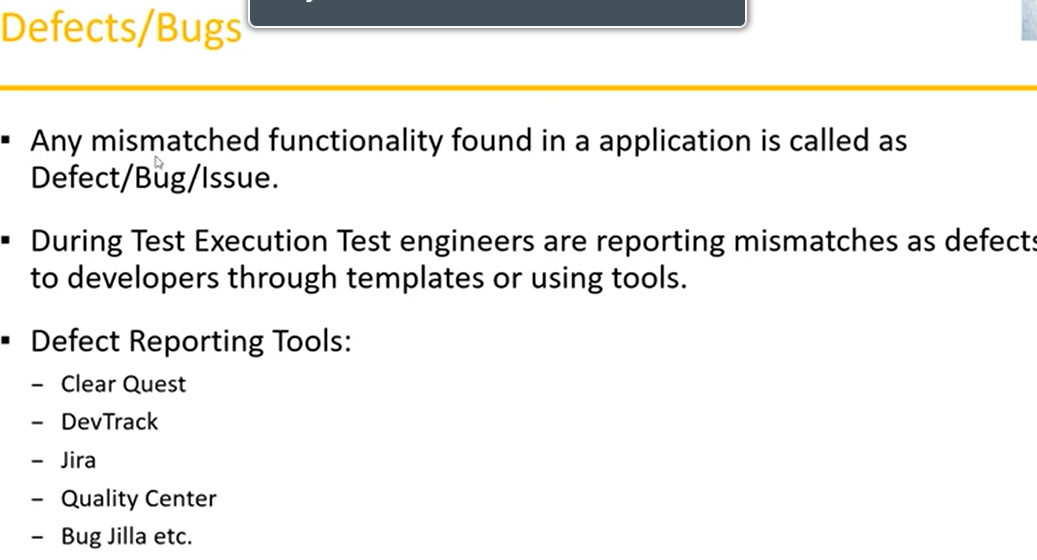 Defects/Bugs
▪ Any mismatched functionality found in a application is called as
Defect/Bug/Issue.
▪ During Test Execution Test engineers are reporting mismatches as defects
to developers through templates or using tools.
▪ Defect Reporting Tools:
– Clear Quest
– DevTrack
– Jira
– Quality Center
– Bug Jilla etc.